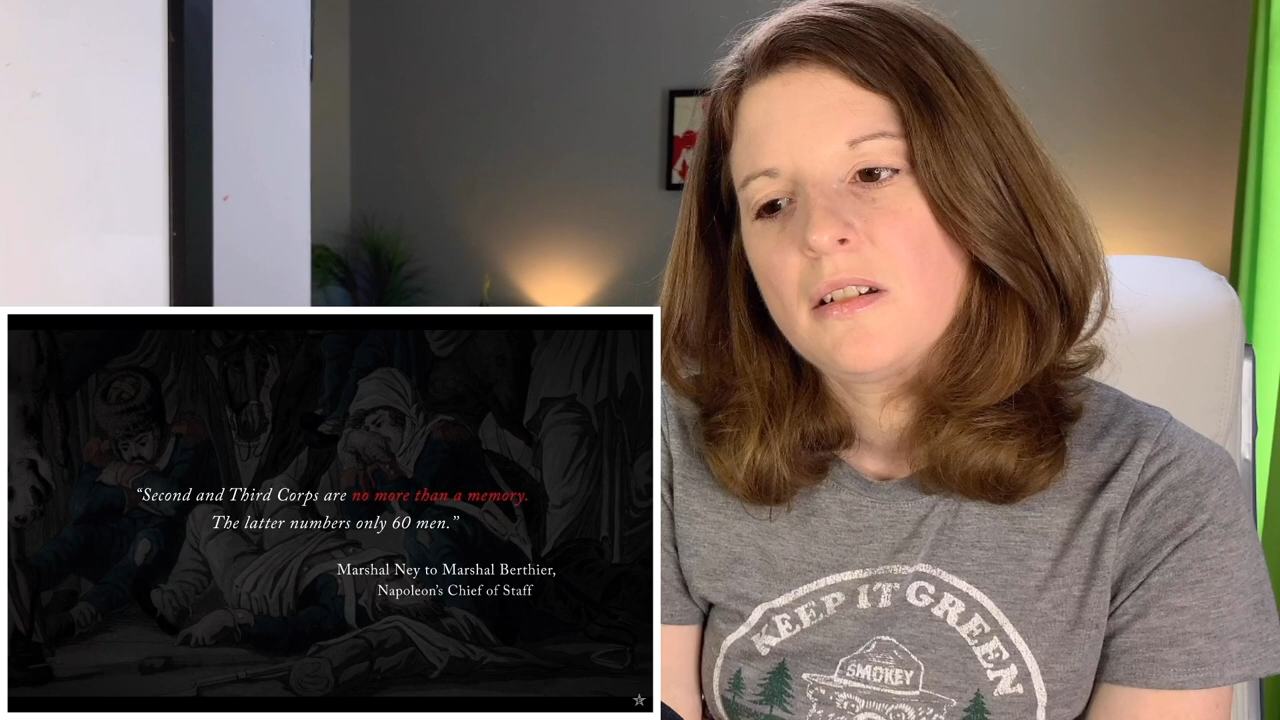 “Second and Third Corps are no more than a memory.
The latter numbers only 60 men.”
Marshal Ney to Marshal Berthier,
Napoleon’s Chief of Staff
KEEP IT GREEN
SMOKEY